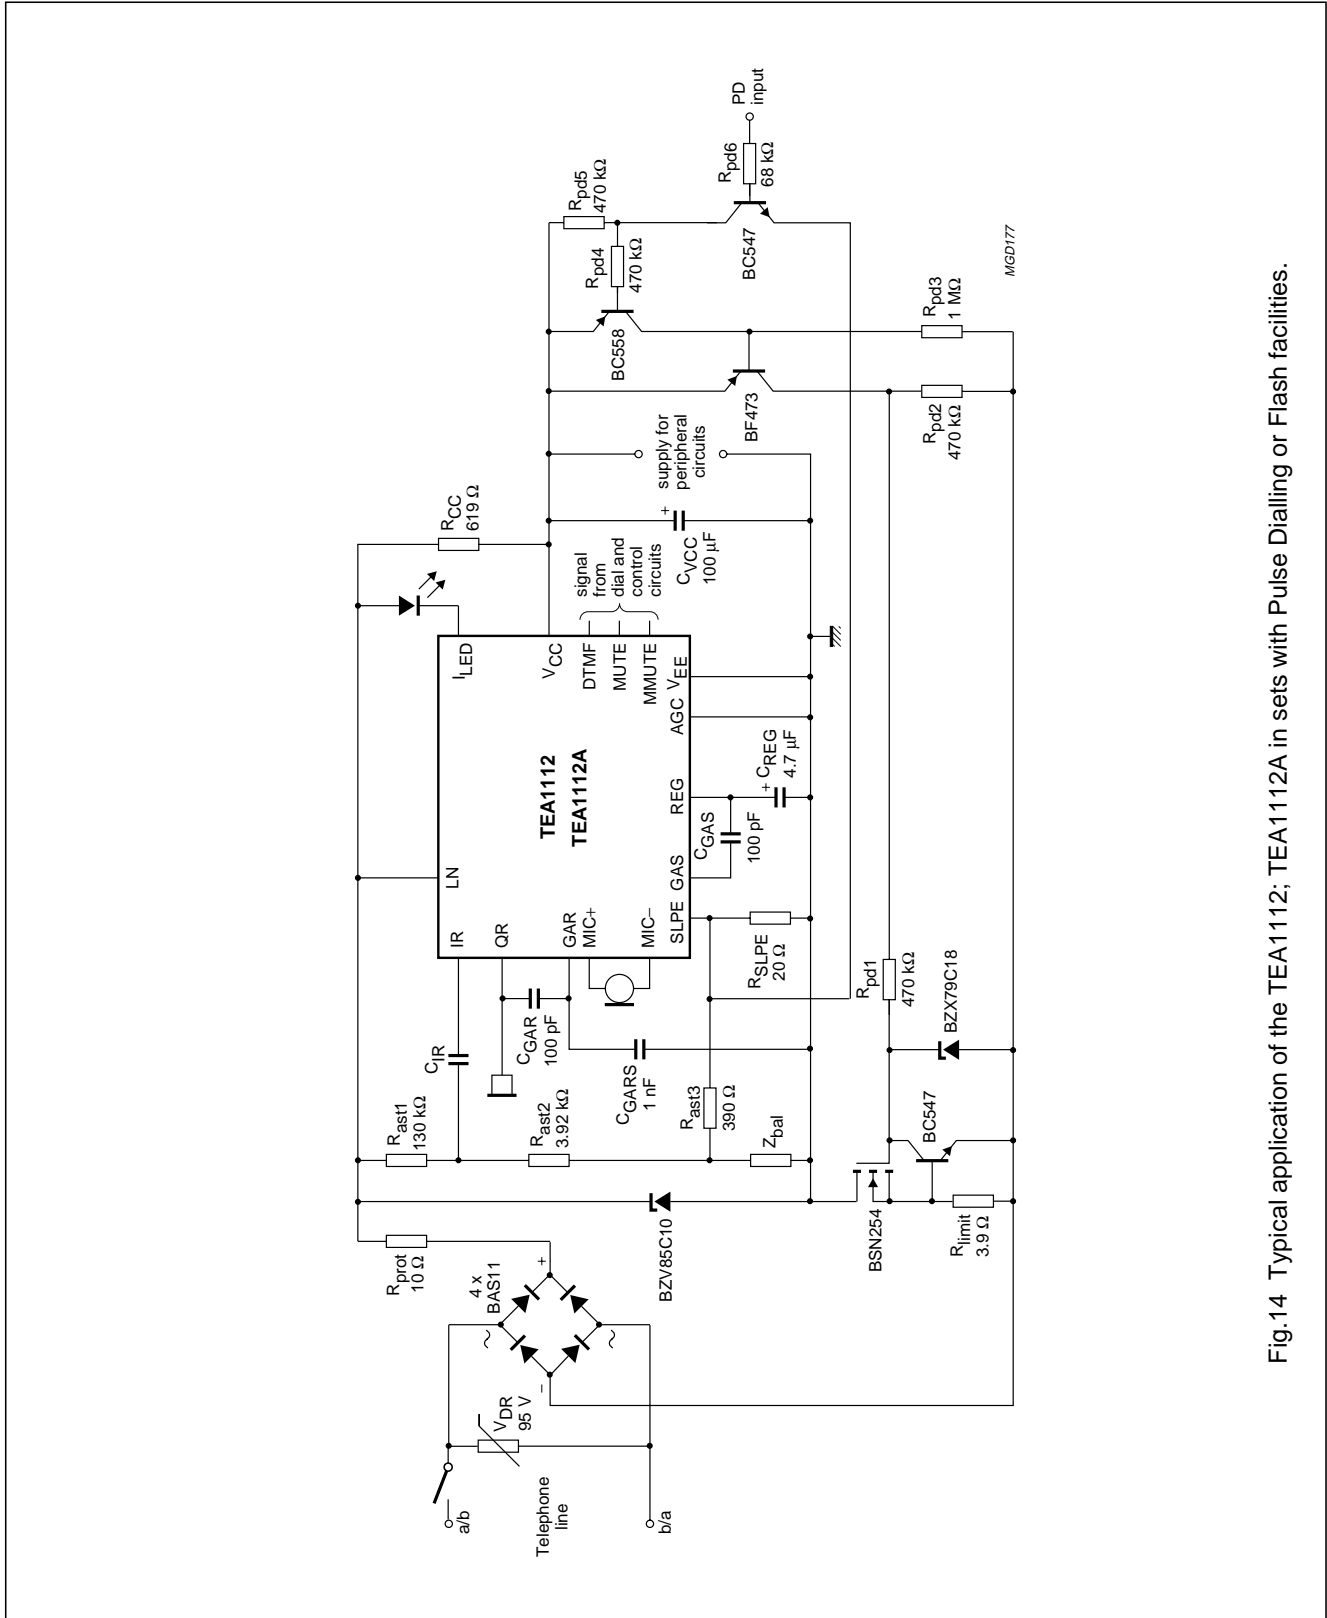 PD
input
Rpd6
68 kΩ
Rpd5
470 kΩ
Rpd4
470 kΩ
BC547
BC558
BF473
Rpd3
1 MΩ
Rpd2
470 kΩ
MGD177
supply for
peripheral
circuits
RCC
619 Ω
CVCC
100 μF
signal
from
dial and
control
circuits
+
ILED
VCC
DTMF
MUTE
MMUTE
VEE
AGC
REG
GAS
SLPE
LN
IR
QR
GAR
MIC+
MIC−
TEA1112
TEA1112A
+
CREG
4.7 μF
CGAS
100 pF
RSLPE
20 Ω
CIR
CGAR
100 pF
CGARS
1 nF
Rast1
130 kΩ
Rast2
3.92 kΩ
Rast3
390 Ω
Zbal
Rpd1
470 kΩ
BZX79C18
BC547
BSN254
Rlimit
3.9 Ω
BZV85C10
Rprot
10 Ω
4 x
BAS11
+
~
~
−
VDR
95 V
a/b
Telephone
line
b/a
Fig.14 Typical application of the TEA1112; TEA1112A in sets with Pulse Dialling or Flash facilities.